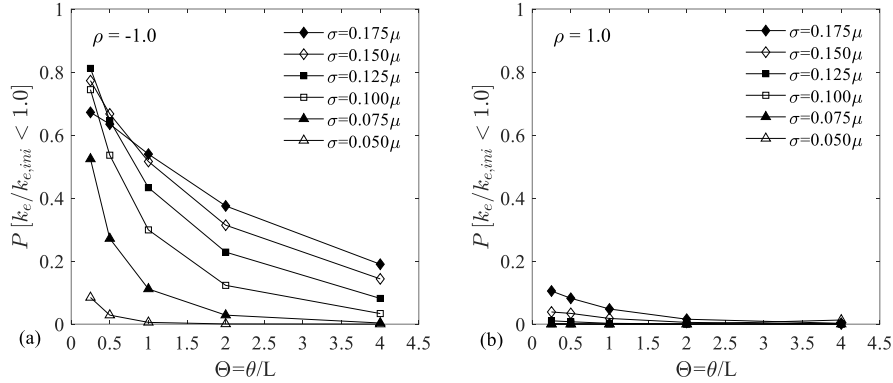 1
0.8
0.6
0.4
0.2
0
P [k_e/k_{e,ini} < 1.0]
ρ = -1.0
σ=0.175μ
σ=0.150μ
σ=0.125μ
σ=0.100μ
σ=0.075μ
σ=0.050μ
(a)
0 0.5 1 1.5 2 2.5 3 3.5 4 4.5
Θ=θ/L
1
0.8
0.6
0.4
0.2
0
P [k_e/k_{e,ini} < 1.0]
ρ = 1.0
σ=0.175μ
σ=0.150μ
σ=0.125μ
σ=0.100μ
σ=0.075μ
σ=0.050μ
(b)
0 0.5 1 1.5 2 2.5 3 3.5 4 4.5
Θ=θ/L